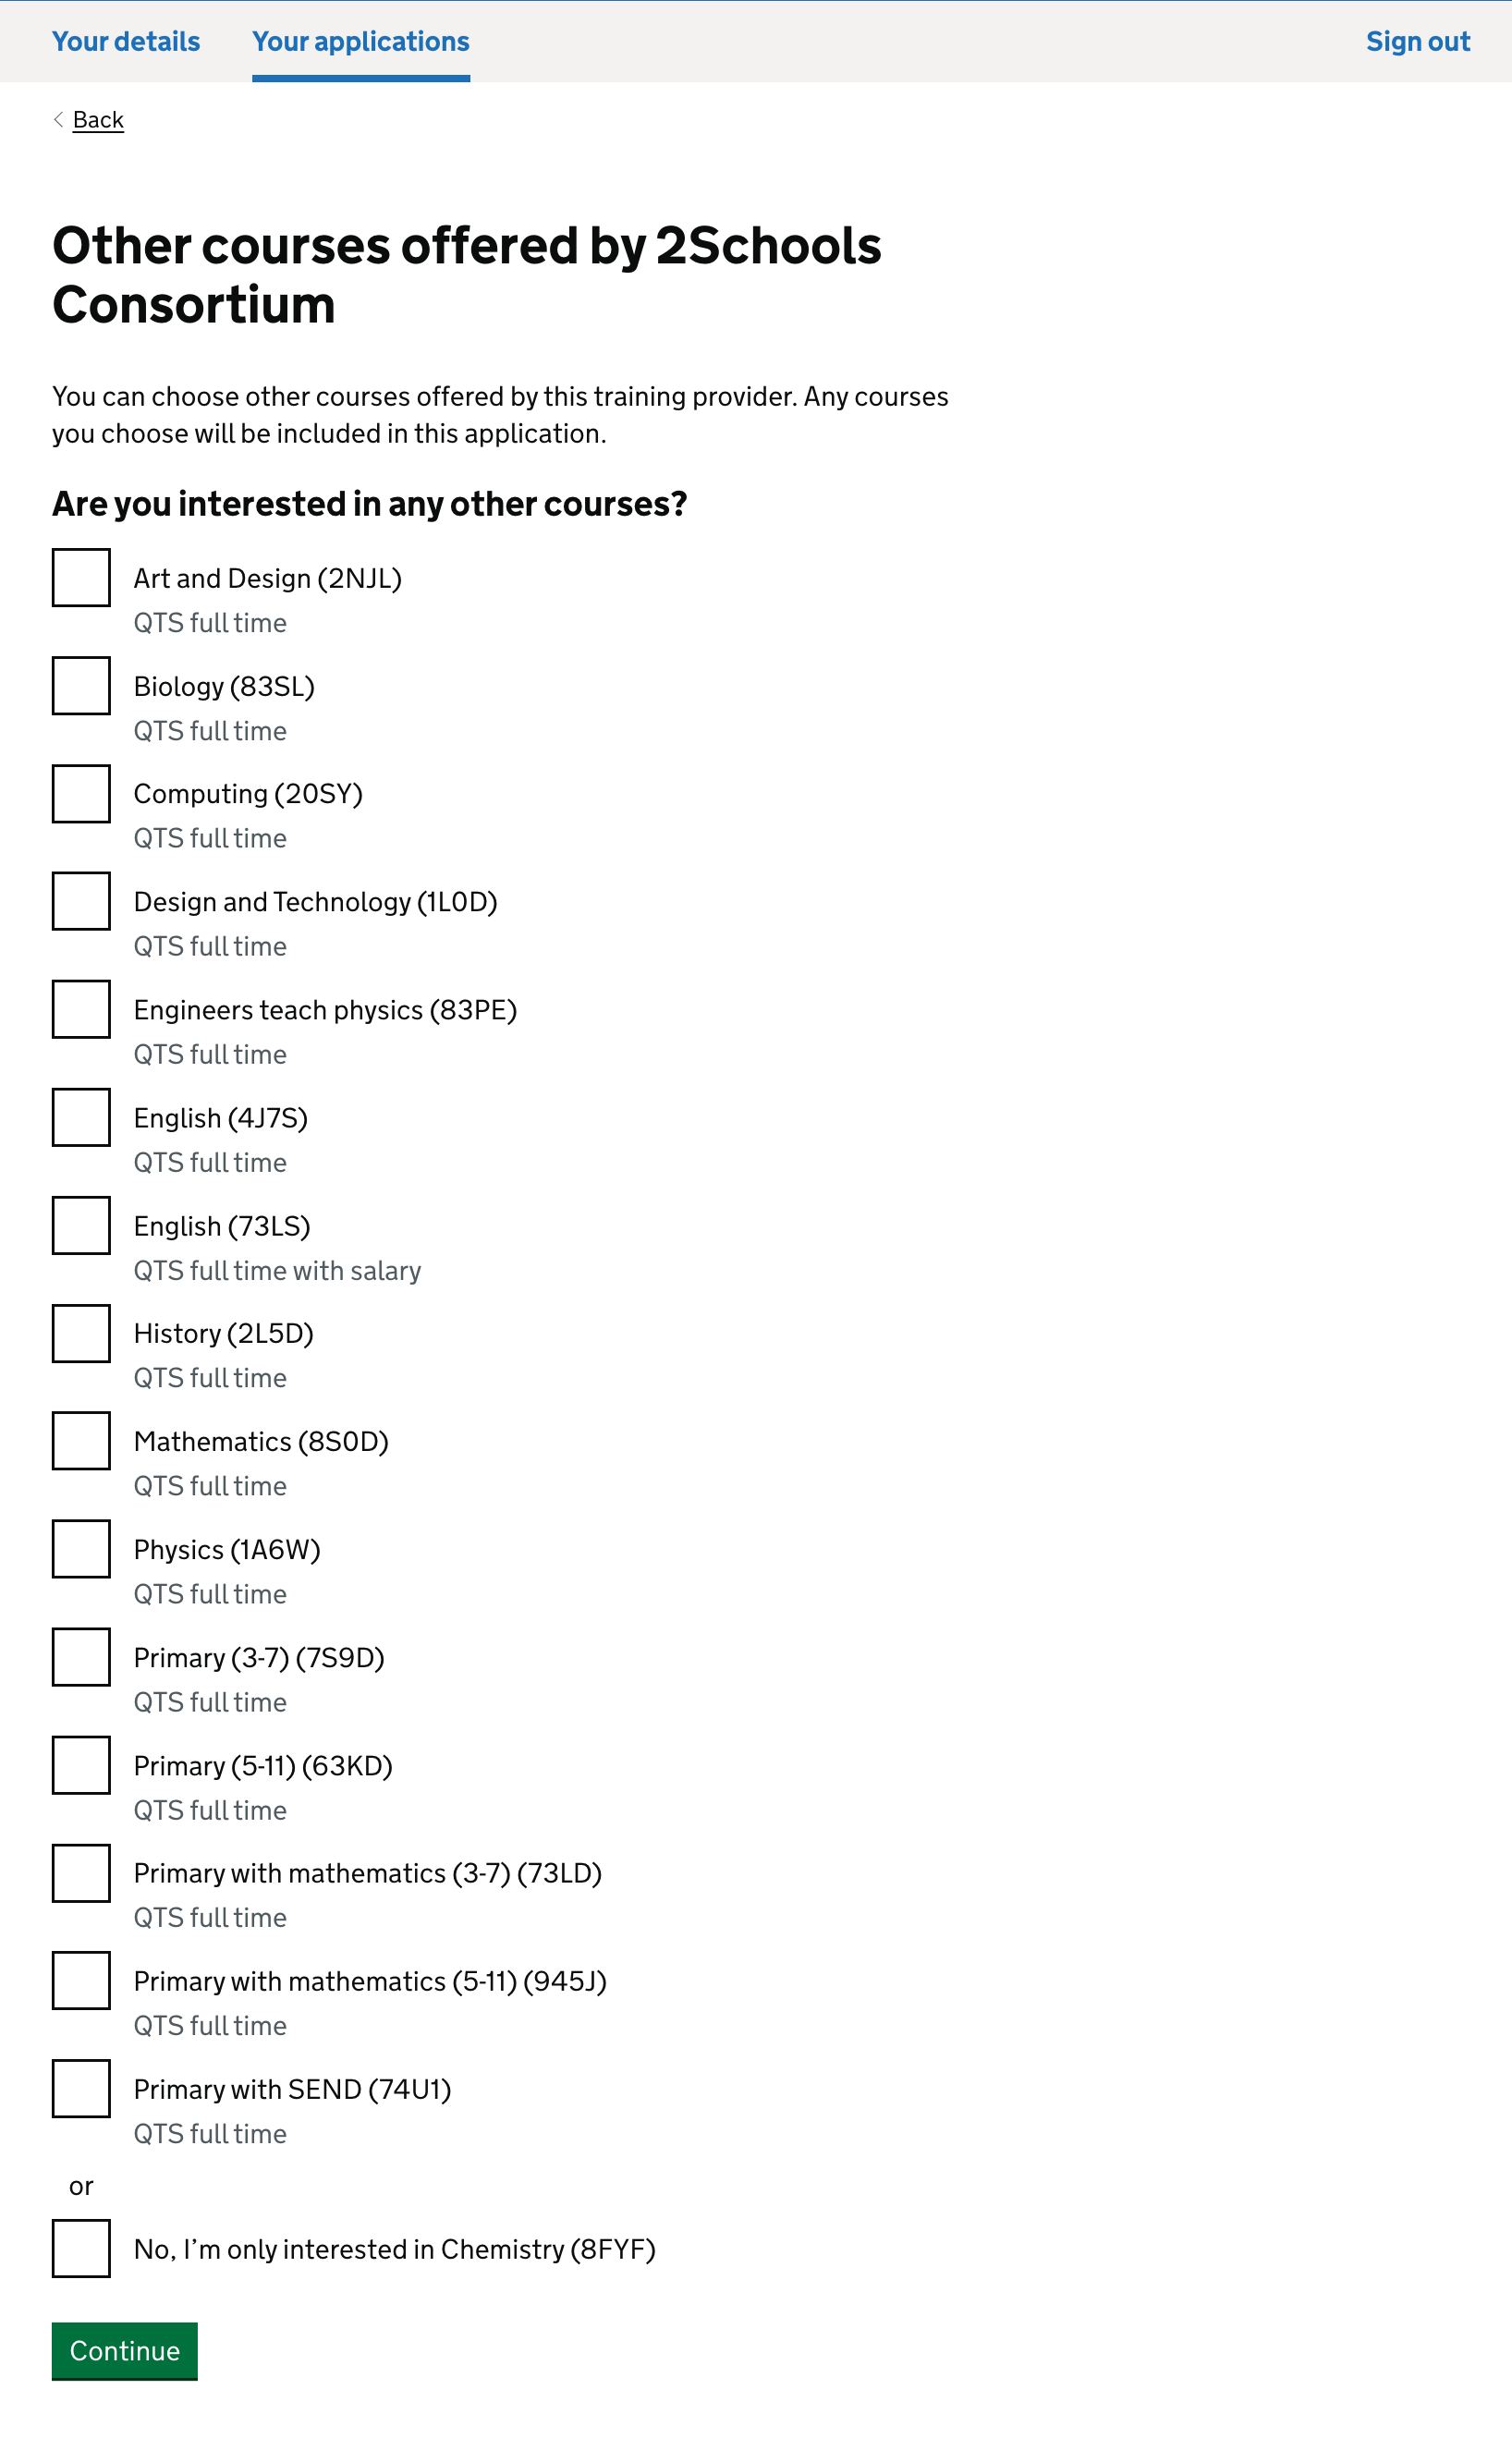 Your details
Your applications
Sign out
Back
Other courses offered by 2Schools
Consortium
You can choose other courses offered by this training provider. Any courses
you choose will be included in this application.
Are you interested in any other courses?
Art and Design (2NJL)
QTS full time
Biology (83SL)
QTS full time
Computing (20SY)
QTS full time
Design and Technology (1L0D)
QTS full time
Engineers teach physics (83PE)
QTS full time
English (4J7S)
QTS full time
English (73LS)
QTS full time with salary
History (2L5D)
QTS full time
Mathematics (8S0D)
QTS full time
Physics (1A6W)
QTS full time
Primary (3-7) (7S9D)
QTS full time
Primary (5-11) (63KD)
QTS full time
Primary with mathematics (3-7) (73LD)
QTS full time
Primary with mathematics (5-11) (945J)
QTS full time
Primary with SEND (74U1)
QTS full time
or
No, I’m only interested in Chemistry (8FYF)
Continue